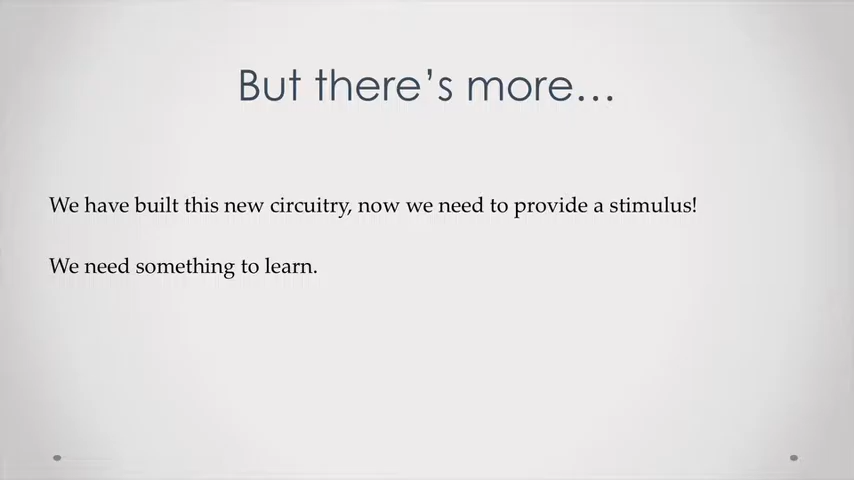 But there’s more…
We have built this new circuitry, now we need to provide a stimulus!
We need something to learn.